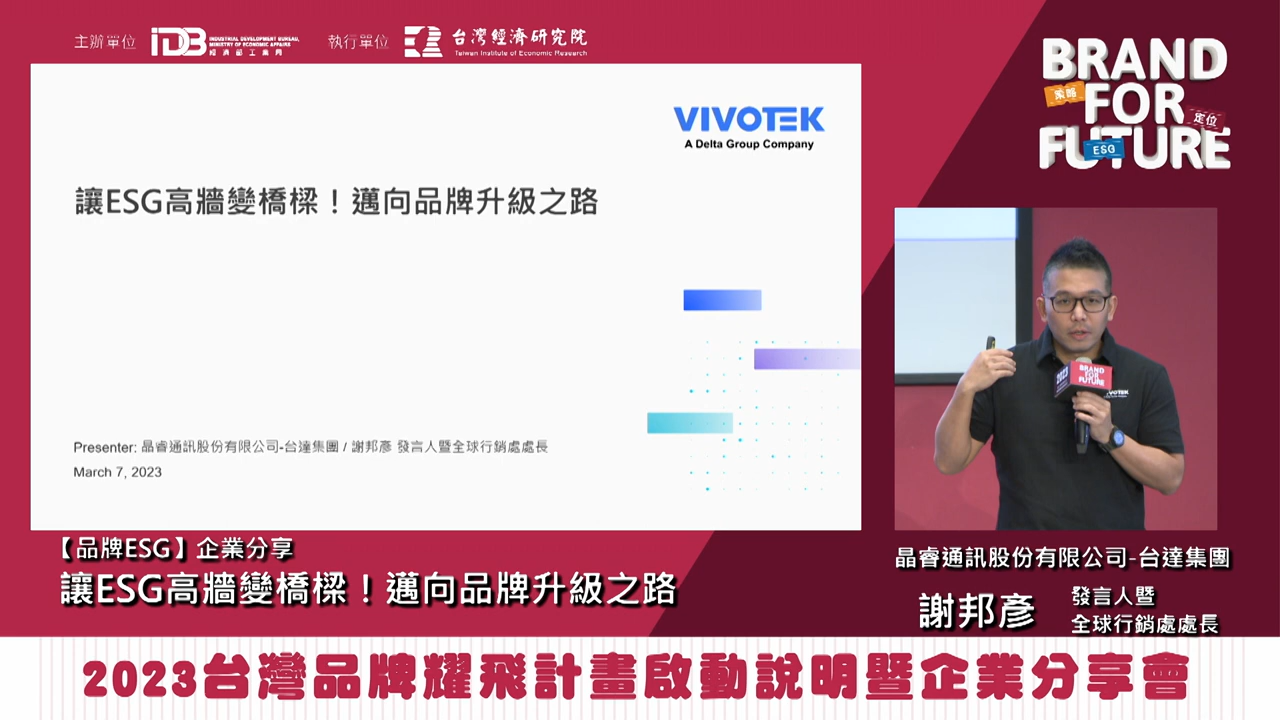 主辦單位
IDB
INDUSTRIAL DEVELOPMENT BUREAU,
MINISTRY OF ECONOMIC AFFAIRS
經濟部工業局
執行單位
台灣經濟研究院
Taiwan Institute of Economic Research
BRAND
策略
FOR
定位
FUTURE
ESG
VIVOTEK
A Delta Group Company
讓ESG高牆變橋樑！邁向品牌升級之路
Presenter: 晶睿通訊股份有限公司-台達集團 / 謝邦彥 發言人暨全球行銷處處長
March 7, 2023
2023
BRAND
FOR
FUTURE
VIVOTEK
【品牌ESG】企業分享
讓ESG高牆變橋樑！邁向品牌升級之路
晶睿通訊股份有限公司-台達集團
謝邦彥
發言人暨
全球行銷處處長
2023台灣品牌耀飛計畫啟動說明暨企業分享會